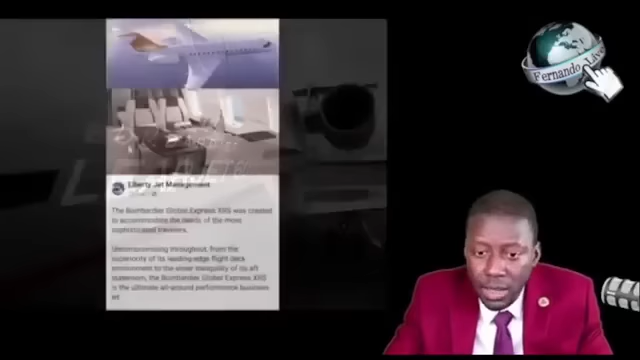 Fernando Live
Liberty Jet Management
The Bombardier Global Express XRS was created
to accommodate the needs of the most
sophisticated travelers.
Uncompromising throughout, from the
superiority of its leading-edge flight deck
environment to the sheer tranquility of its aft
stateroom, the Bombardier Global Express XRS
is the ultimate all-around performance business
jet